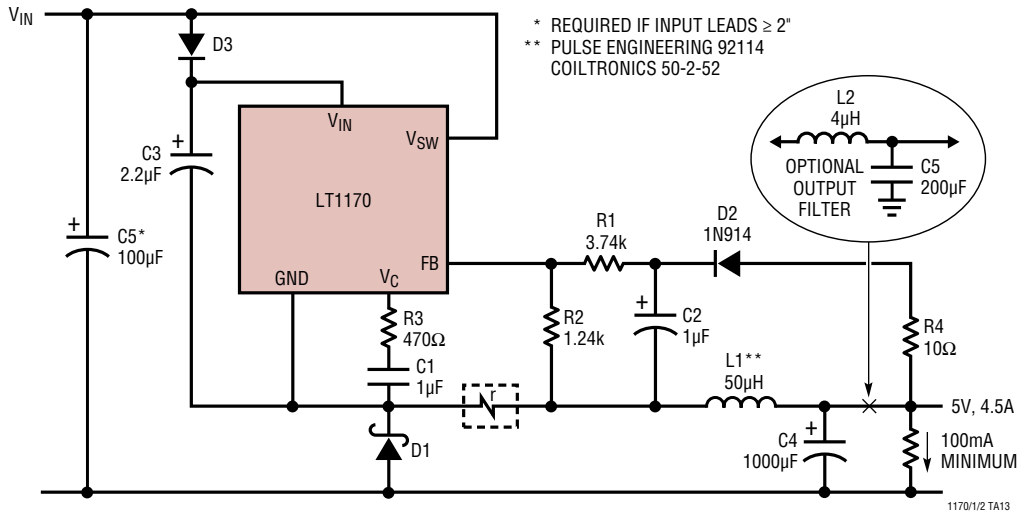 V_IN
* REQUIRED IF INPUT LEADS ≥ 2"
** PULSE ENGINEERING 92114
COILTRONICS 50-2-52
D3
V_IN
V_SW
LT1170
GND
V_C
FB
C3
2.2µF
C5*
100µF
L2
4µH
OPTIONAL
OUTPUT
FILTER
C5
200µF
R1
3.74k
D2
1N914
R3
470Ω
C1
1µF
r
R2
1.24k
C2
1µF
L1**
50µH
R4
10Ω
D1
C4
1000µF
5V, 4.5A
100mA
MINIMUM
1170/1/2 TA13